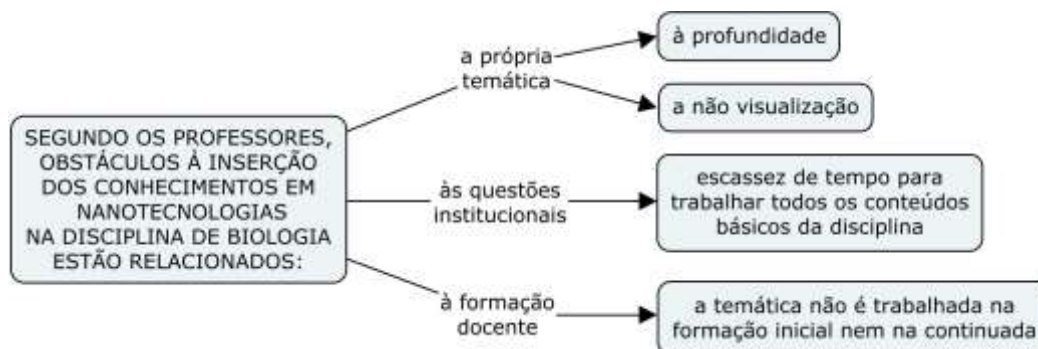 SEGUNDO OS PROFESSORES,
OBSTÁCULOS À INSERÇÃO
DOS CONHECIMENTOS EM
NANOTECNOLOGIAS
NA DISCIPLINA DE BIOLOGIA
ESTÃO RELACIONADOS:
a própria
temática
à profundidade
a não visualização
às questões
institucionais
escassez de tempo para
trabalhar todos os conteúdos
básicos da disciplina
à formação
docente
a temática não é trabalhada na
formação inicial nem na continuada